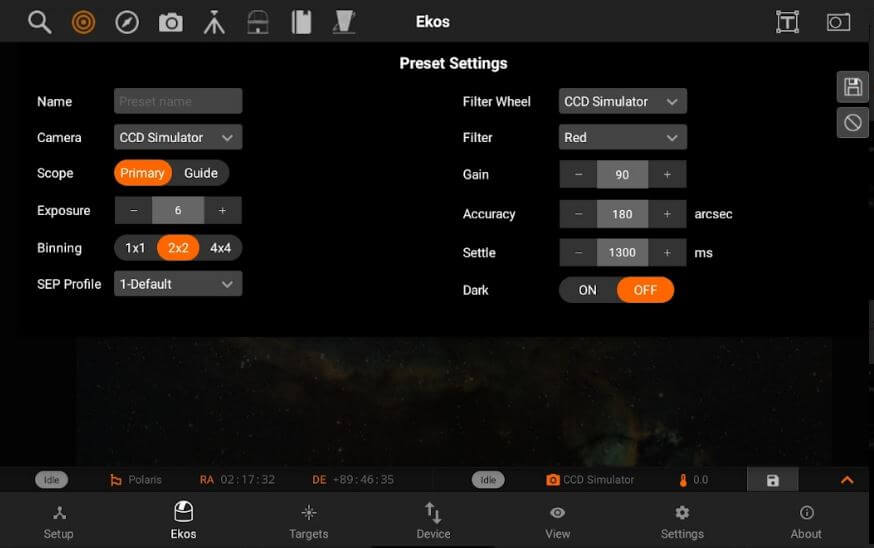 Ekos
Preset Settings
Name Preset name
Camera CCD Simulator
Scope Primary Guide
Exposure − 6 +
Binning 1x1 2x2 4x4
SEP Profile 1-Default
Filter Wheel CCD Simulator
Filter Red
Gain − 90 +
Accuracy − 180 + arcsec
Settle − 1300 + ms
Dark ON OFF
Idle Polaris RA 02:17:32 DE +89:46:35 Idle CCD Simulator 0.0
Setup Ekos Targets Device View Settings About